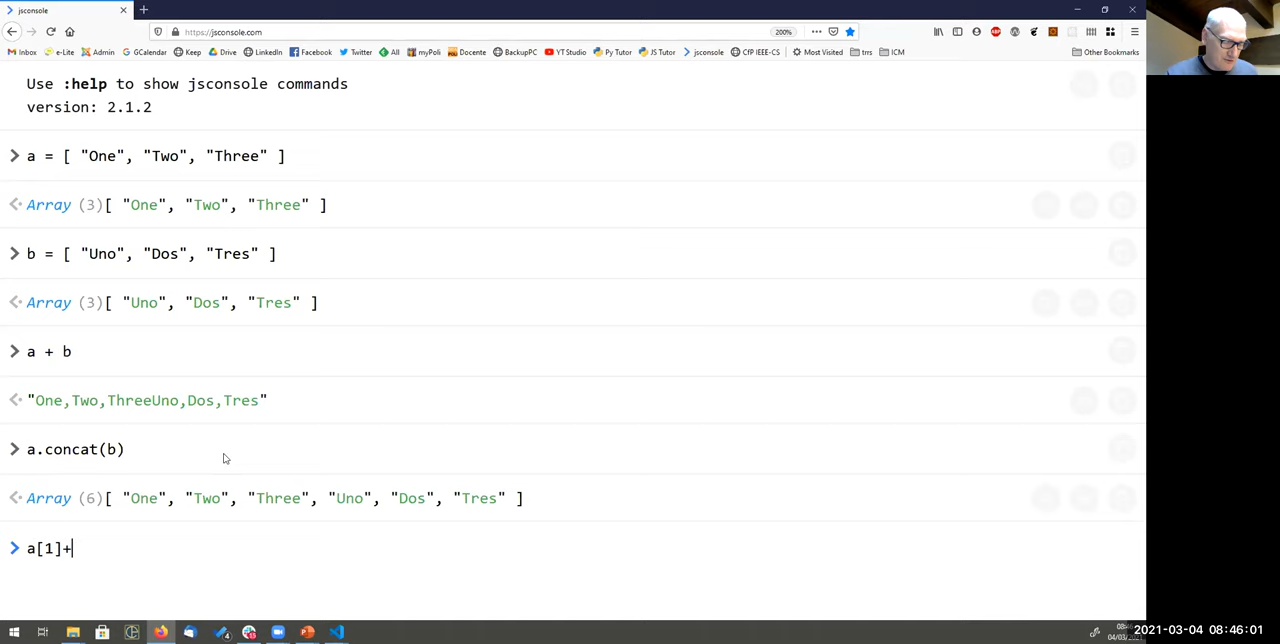 jsconsole
https://jsconsole.com
200%
Inbox e-Lite Admin GCalendar Keep Drive LinkedIn Facebook Twitter All myPoli Docente BackupPC YT Studio Py Tutor JS Tutor jsconsole CfP IEEE-CS Most Visited trs ICM Other Bookmarks
Use :help to show jsconsole commands
version: 2.1.2
a = [ "One", "Two", "Three" ]
Array (3)[ "One", "Two", "Three" ]
b = [ "Uno", "Dos", "Tres" ]
Array (3)[ "Uno", "Dos", "Tres" ]
a + b
"One,Two,ThreeUno,Dos,Tres"
a.concat(b)
Array (6)[ "One", "Two", "Three", "Uno", "Dos", "Tres" ]
a[1]+
2021-03-04 08:46:01